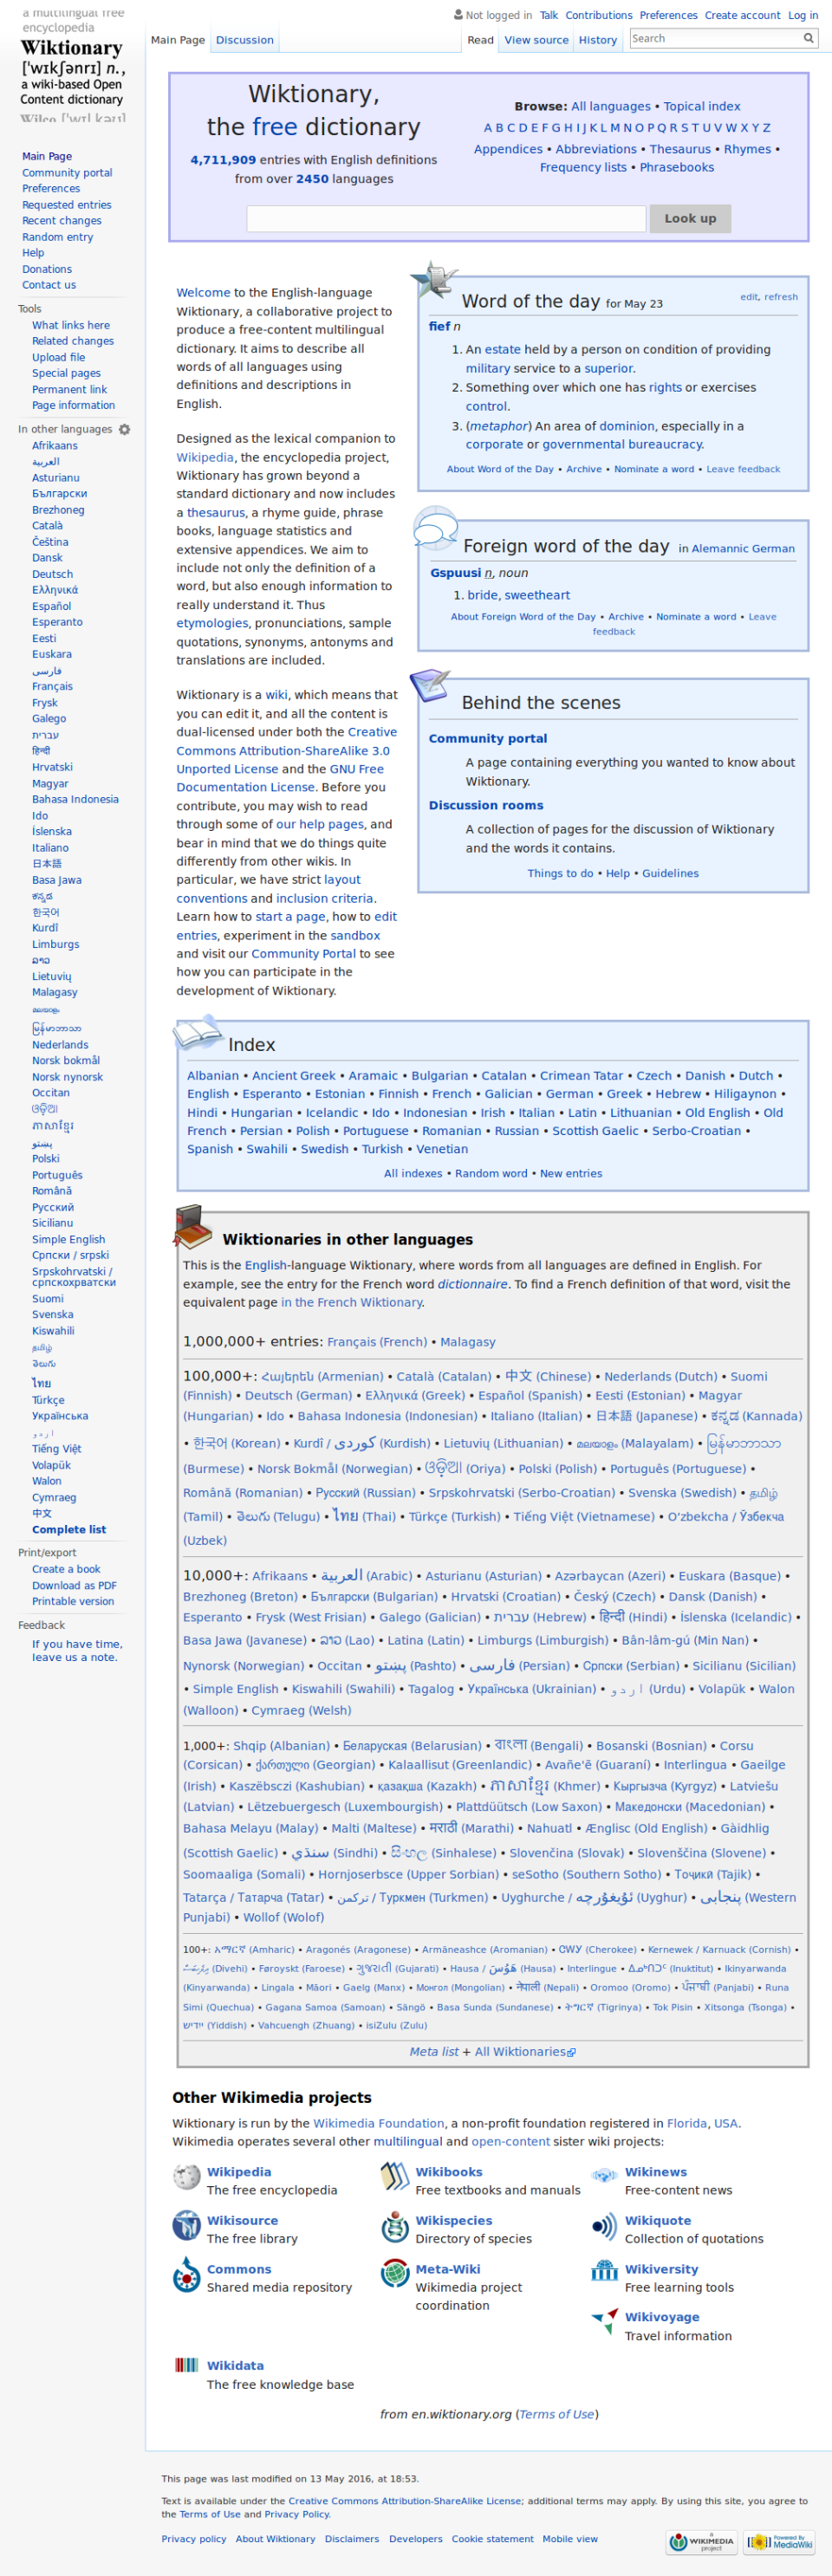 a multilingual free
encyclopedia
Wiktionary
[ˈwɪkʃənrɪ] n.,
a wiki-based Open
Content dictionary
Not logged in Talk Contributions Preferences Create account Log in
Main Page Discussion Read View source History Search
Wiktionary,
the free dictionary
4,711,909 entries with English definitions
from over 2450 languages
Browse: All languages • Topical index
A B C D E F G H I J K L M N O P Q R S T U V W X Y Z
Appendices • Abbreviations • Thesaurus • Rhymes •
Frequency lists • Phrasebooks
Look up
Main Page
Community portal
Preferences
Requested entries
Recent changes
Random entry
Help
Donations
Contact us
Tools
What links here
Related changes
Upload file
Special pages
Permanent link
Page information
In other languages
Afrikaans
العربية
Asturianu
Български
Brezhoneg
Català
Čeština
Dansk
Deutsch
Ελληνικά
Español
Esperanto
Eesti
Euskara
فارسی
Français
Frysk
Galego
עברית
हिन्दी
Hrvatski
Magyar
Bahasa Indonesia
Ido
Íslenska
Italiano
日本語
Basa Jawa
ಕನ್ನಡ
한국어
Kurdî
Limburgs
ລາວ
Lietuvių
Malagasy
മലയാളം
မြန်မာဘာသာ
Nederlands
Norsk bokmål
Norsk nynorsk
Occitan
ଓଡ଼ିଆ
ភាសាខ្មែរ
پښتو
Polski
Português
Română
Русский
Sicilianu
Simple English
Српски / srpski
Srpskohrvatski /
српскохрватски
Suomi
Svenska
Kiswahili
தமிழ்
తెలుగు
ไทย
Türkçe
Українська
اردو
Tiếng Việt
Volapük
Walon
Cymraeg
中文
Complete list
Print/export
Create a book
Download as PDF
Printable version
Feedback
If you have time,
leave us a note.
Welcome to the English-language
Wiktionary, a collaborative project to
produce a free-content multilingual
dictionary. It aims to describe all
words of all languages using
definitions and descriptions in
English.
Designed as the lexical companion to
Wikipedia, the encyclopedia project,
Wiktionary has grown beyond a
standard dictionary and now includes
a thesaurus, a rhyme guide, phrase
books, language statistics and
extensive appendices. We aim to
include not only the definition of a
word, but also enough information to
really understand it. Thus
etymologies, pronunciations, sample
quotations, synonyms, antonyms and
translations are included.
Wiktionary is a wiki, which means that
you can edit it, and all the content is
dual-licensed under both the Creative
Commons Attribution-ShareAlike 3.0
Unported License and the GNU Free
Documentation License. Before you
contribute, you may wish to read
through some of our help pages, and
bear in mind that we do things quite
differently from other wikis. In
particular, we have strict layout
conventions and inclusion criteria.
Learn how to start a page, how to edit
entries, experiment in the sandbox
and visit our Community Portal to see
how you can participate in the
development of Wiktionary.
Word of the day for May 23 edit, refresh
fief n
1. An estate held by a person on condition of providing
military service to a superior.
2. Something over which one has rights or exercises
control.
3. (metaphor) An area of dominion, especially in a
corporate or governmental bureaucracy.
About Word of the Day • Archive • Nominate a word • Leave feedback
Foreign word of the day in Alemannic German
Gspuusi n, noun
1. bride, sweetheart
About Foreign Word of the Day • Archive • Nominate a word • Leave
feedback
Behind the scenes
Community portal
A page containing everything you wanted to know about
Wiktionary.
Discussion rooms
A collection of pages for the discussion of Wiktionary
and the words it contains.
Things to do • Help • Guidelines
Index
Albanian • Ancient Greek • Aramaic • Bulgarian • Catalan • Crimean Tatar • Czech • Danish • Dutch •
English • Esperanto • Estonian • Finnish • French • Galician • German • Greek • Hebrew • Hiligaynon •
Hindi • Hungarian • Icelandic • Ido • Indonesian • Irish • Italian • Latin • Lithuanian • Old English • Old
French • Persian • Polish • Portuguese • Romanian • Russian • Scottish Gaelic • Serbo-Croatian •
Spanish • Swahili • Swedish • Turkish • Venetian
All indexes • Random word • New entries
Wiktionaries in other languages
This is the English-language Wiktionary, where words from all languages are defined in English. For
example, see the entry for the French word dictionnaire. To find a French definition of that word, visit the
equivalent page in the French Wiktionary.
1,000,000+ entries: Français (French) • Malagasy
100,000+: Հայերեն (Armenian) • Català (Catalan) • 中文 (Chinese) • Nederlands (Dutch) • Suomi
(Finnish) • Deutsch (German) • Ελληνικά (Greek) • Español (Spanish) • Eesti (Estonian) • Magyar
(Hungarian) • Ido • Bahasa Indonesia (Indonesian) • Italiano (Italian) • 日本語 (Japanese) • ಕನ್ನಡ (Kannada)
• 한국어 (Korean) • Kurdî / كوردی (Kurdish) • Lietuvių (Lithuanian) • മലയാളം (Malayalam) • မြန်မာဘာသာ
(Burmese) • Norsk Bokmål (Norwegian) • ଓଡ଼ିଆ (Oriya) • Polski (Polish) • Português (Portuguese) •
Română (Romanian) • Русский (Russian) • Srpskohrvatski (Serbo-Croatian) • Svenska (Swedish) • தமிழ்
(Tamil) • తెలుగు (Telugu) • ไทย (Thai) • Türkçe (Turkish) • Tiếng Việt (Vietnamese) • Oʻzbekcha / Ўзбекча
(Uzbek)
10,000+: Afrikaans • العربية (Arabic) • Asturianu (Asturian) • Azərbaycan (Azeri) • Euskara (Basque) •
Brezhoneg (Breton) • Български (Bulgarian) • Hrvatski (Croatian) • Český (Czech) • Dansk (Danish) •
Esperanto • Frysk (West Frisian) • Galego (Galician) • עברית (Hebrew) • हिन्दी (Hindi) • Íslenska (Icelandic) •
Basa Jawa (Javanese) • ລາວ (Lao) • Latina (Latin) • Limburgs (Limburgish) • Bân-lâm-gú (Min Nan) •
Nynorsk (Norwegian) • Occitan • پښتو (Pashto) • فارسی (Persian) • Српски (Serbian) • Sicilianu (Sicilian)
• Simple English • Kiswahili (Swahili) • Tagalog • Українська (Ukrainian) • اردو (Urdu) • Volapük • Walon
(Walloon) • Cymraeg (Welsh)
1,000+: Shqip (Albanian) • Беларуская (Belarusian) • বাংলা (Bengali) • Bosanski (Bosnian) • Corsu
(Corsican) • ქართული (Georgian) • Kalaallisut (Greenlandic) • Avañe'ẽ (Guaraní) • Interlingua • Gaeilge
(Irish) • Kaszëbsczi (Kashubian) • қазақша (Kazakh) • ភាសាខ្មែរ (Khmer) • Кыргызча (Kyrgyz) • Latviešu
(Latvian) • Lëtzebuergesch (Luxembourgish) • Plattdüütsch (Low Saxon) • Македонски (Macedonian) •
Bahasa Melayu (Malay) • Malti (Maltese) • मराठी (Marathi) • Nahuatl • Ænglisc (Old English) • Gàidhlig
(Scottish Gaelic) • سنڌي (Sindhi) • සිංහල (Sinhalese) • Slovenčina (Slovak) • Slovenščina (Slovene) •
Soomaaliga (Somali) • Hornjoserbsce (Upper Sorbian) • seSotho (Southern Sotho) • Тоҷикӣ (Tajik) •
Tatarça / Татарча (Tatar) • تركمن / Туркмен (Turkmen) • Uyghurche / ئۇيغۇرچە (Uyghur) • پنجابی (Western
Punjabi) • Wollof (Wolof)
100+: አማርኛ (Amharic) • Aragonés (Aragonese) • Armãneashce (Aromanian) • ᏣᎳᎩ (Cherokee) • Kernewek / Karnuack (Cornish) •
(Divehi) • Føroyskt (Faroese) • ગુજરાતી (Gujarati) • Hausa / هَوُسَ (Hausa) • Interlingue • ᐃᓄᒃᑎᑐᑦ (Inuktitut) • Ikinyarwanda
(Kinyarwanda) • Lingala • Māori • Gaelg (Manx) • Монгол (Mongolian) • नेपाली (Nepali) • Oromoo (Oromo) • ਪੰਜਾਬੀ (Panjabi) • Runa
Simi (Quechua) • Gagana Samoa (Samoan) • Sängö • Basa Sunda (Sundanese) • ትግርኛ (Tigrinya) • Tok Pisin • Xitsonga (Tsonga) •
ייִדיש (Yiddish) • Vahcuengh (Zhuang) • isiZulu (Zulu)
Meta list + All Wiktionaries
Other Wikimedia projects
Wiktionary is run by the Wikimedia Foundation, a non-profit foundation registered in Florida, USA.
Wikimedia operates several other multilingual and open-content sister wiki projects:
Wikipedia
The free encyclopedia
Wikibooks
Free textbooks and manuals
Wikinews
Free-content news
Wikisource
The free library
Wikispecies
Directory of species
Wikiquote
Collection of quotations
Commons
Shared media repository
Meta-Wiki
Wikimedia project
coordination
Wikiversity
Free learning tools
Wikivoyage
Travel information
Wikidata
The free knowledge base
from en.wiktionary.org (Terms of Use)
This page was last modified on 13 May 2016, at 18:53.
Text is available under the Creative Commons Attribution-ShareAlike License; additional terms may apply. By using this site, you agree to
the Terms of Use and Privacy Policy.
Privacy policy About Wiktionary Disclaimers Developers Cookie statement Mobile view
A WIKIMEDIA project
Powered By MediaWiki